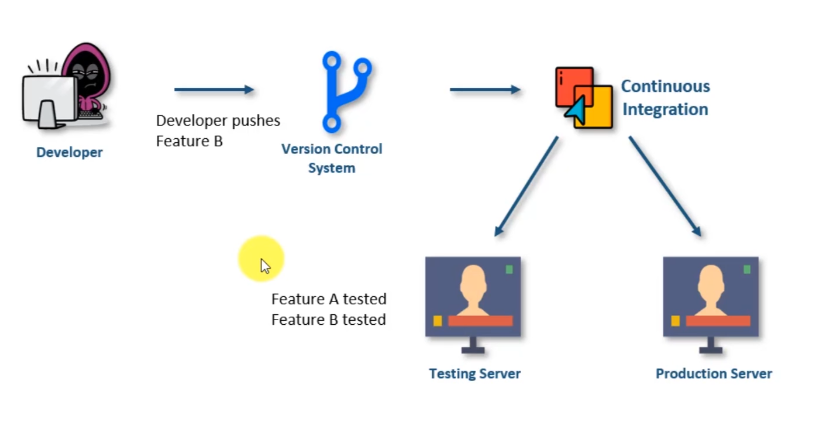 Developer
Developer pushes
Feature B
Version Control
System
Continuous
Integration
Feature A tested
Feature B tested
Testing Server
Production Server